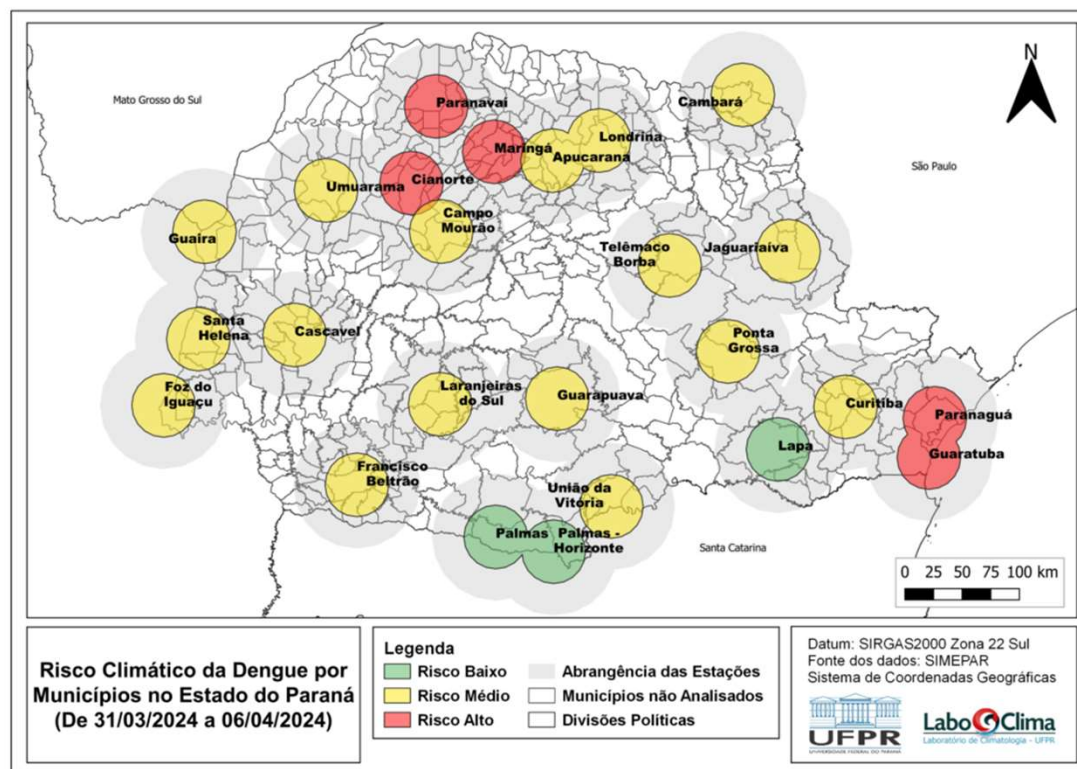 N
Mato Grosso do Sul
São Paulo
Santa Catarina
Paranavaí
Cambará
Londrina
Maringá
Apucarana
Umuarama
Cianorte
Campo
Mourão
Guaira
Telêmaco
Borba
Jaguariaíva
Santa
Helena
Cascavel
Ponta
Grossa
Foz do
Iguaçu
Laranjeiras
do Sul
Guarapuava
Curitiba
Paranaguá
Lapa
Guaratuba
Francisco
Beltrão
União da
Vitória
Palmas
Palmas -
Horizonte
0 25 50 75 100 km
Risco Climático da Dengue por
Municípios no Estado do Paraná
(De 31/03/2024 a 06/04/2024)
Legenda
Risco Baixo
Risco Médio
Risco Alto
Abrangência das Estações
Municípios não Analisados
Divisões Políticas
Datum: SIRGAS2000 Zona 22 Sul
Fonte dos dados: SIMEPAR
Sistema de Coordenadas Geográficas
UFPR
UNIVERSIDADE FEDERAL DO PARANÁ
LaboClima
Laboratório de Climatologia - UFPR